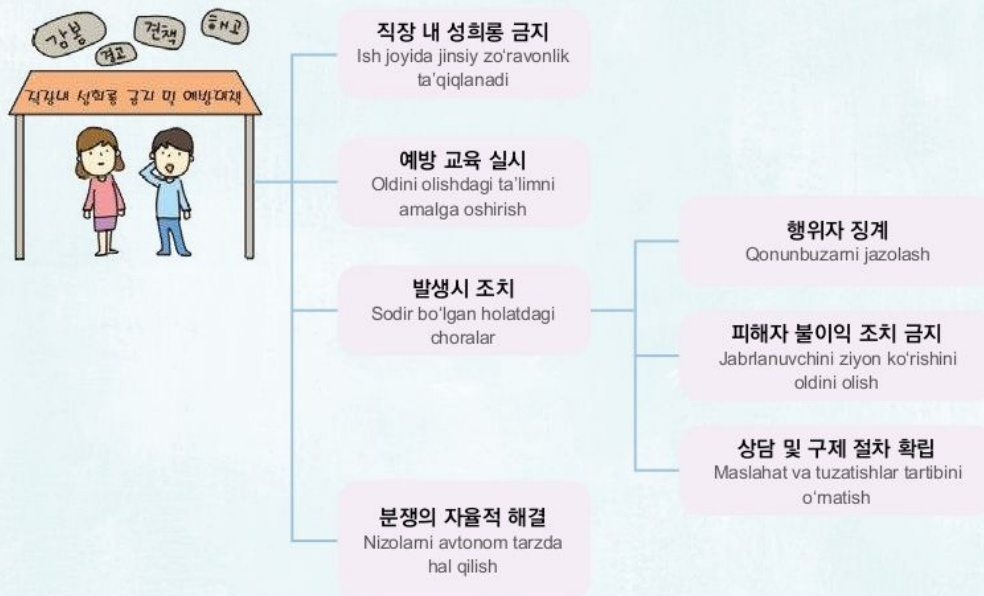 감봉
경고
견책
해고
직장내 성희롱 금지 및 예방대책
직장 내 성희롱 금지
Ish joyida jinsiy zo‘ravonlik
ta’qiqlanadi
예방 교육 실시
Oldini olishdagi ta’limni
amalga oshirish
발생시 조치
Sodir bo‘lgan holatdagi
choralar
행위자 징계
Qonunbuzarni jazolash
피해자 불이익 조치 금지
Jabrlanuvchini ziyon ko‘rishini
oldini olish
상담 및 구제 절차 확립
Maslahat va tuzatishlar tartibini
o‘rnatish
분쟁의 자율적 해결
Nizolarni avtonom tarzda
hal qilish